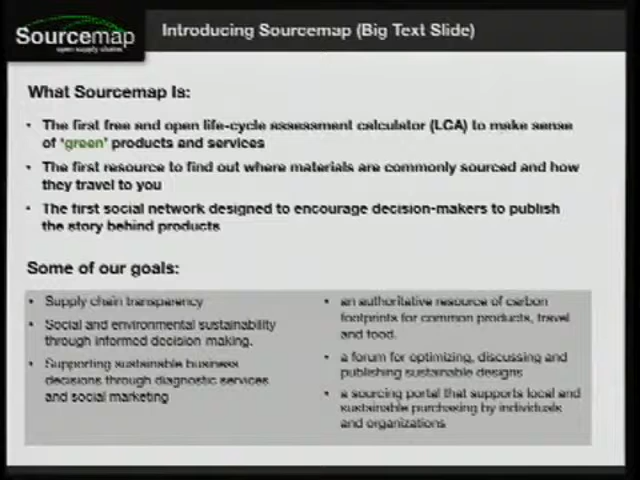 Sourcemap
open supply chains
Introducing Sourcemap (Big Text Slide)
What Sourcemap Is:
• The first free and open life-cycle assessment calculator (LCA) to make sense
of 'green' products and services
• The first resource to find out where materials are commonly sourced and how
they travel to you
• The first social network designed to encourage decision-makers to publish
the story behind products
Some of our goals:
• Supply chain transparency
• Social and environmental sustainability
through informed decision making.
• Supporting sustainable business
decisions through diagnostic services
and social marketing
• an authoritative resource of carbon
footprints for common products, travel
and food.
• a forum for optimizing, discussing and
publishing sustainable designs
• a sourcing portal that supports local and
sustainable purchasing by individuals
and organizations